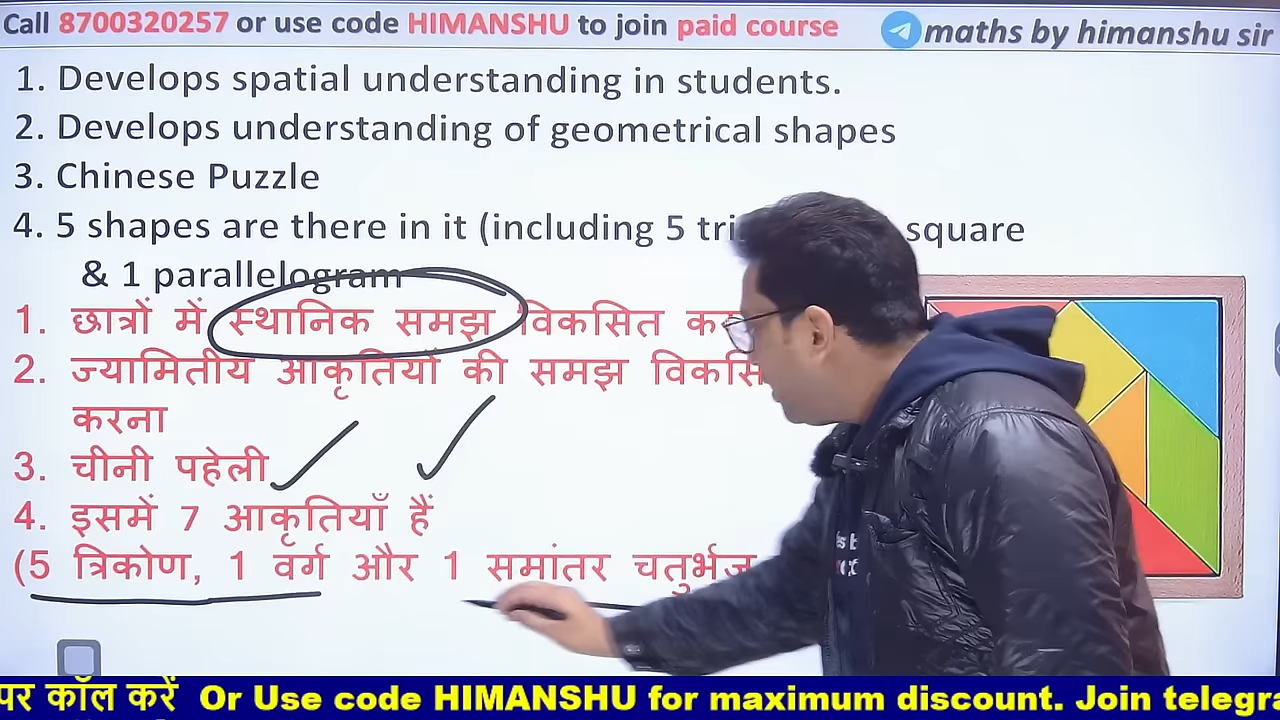 Call 8700320257 or use code HIMANSHU to join paid course
maths by himanshu sir
1. Develops spatial understanding in students.
2. Develops understanding of geometrical shapes
3. Chinese Puzzle
4. 5 shapes are there in it (including 5 square
& 1 parallelogram
1. छात्रों में स्थानिक समझ विकसित
2. ज्यामितीय आकृतियों की समझ
करना
3. चीनी पहेली
4. इसमें 7 आकृतियाँ हैं
(5 त्रिकोण, 1 वर्ग और 1 समांतर चतुर्भुज
पर कॉल करें Or Use code HIMANSHU for maximum discount. Join